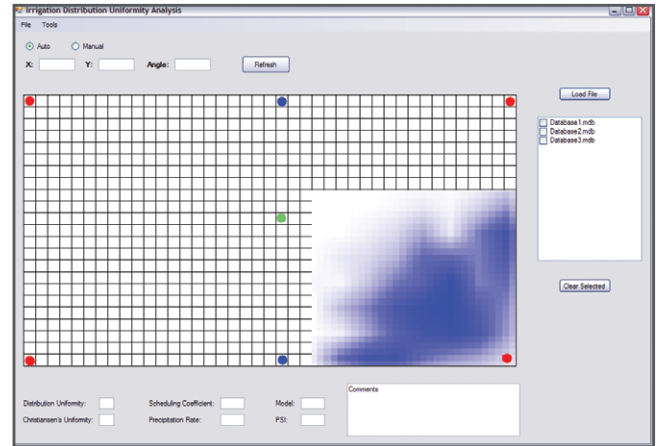 Irrigation Distribution Uniformity Analysis
File Tools
Auto Manual
X: Y: Angle: Refresh
Load File
Database1.mdb
Database2.mdb
Database3.mdb
Clear Selected
Comments
Distribution Uniformity: Scheduling Coefficient: Model:
Christiansen's Uniformity: Precipitation Rate: PSI: